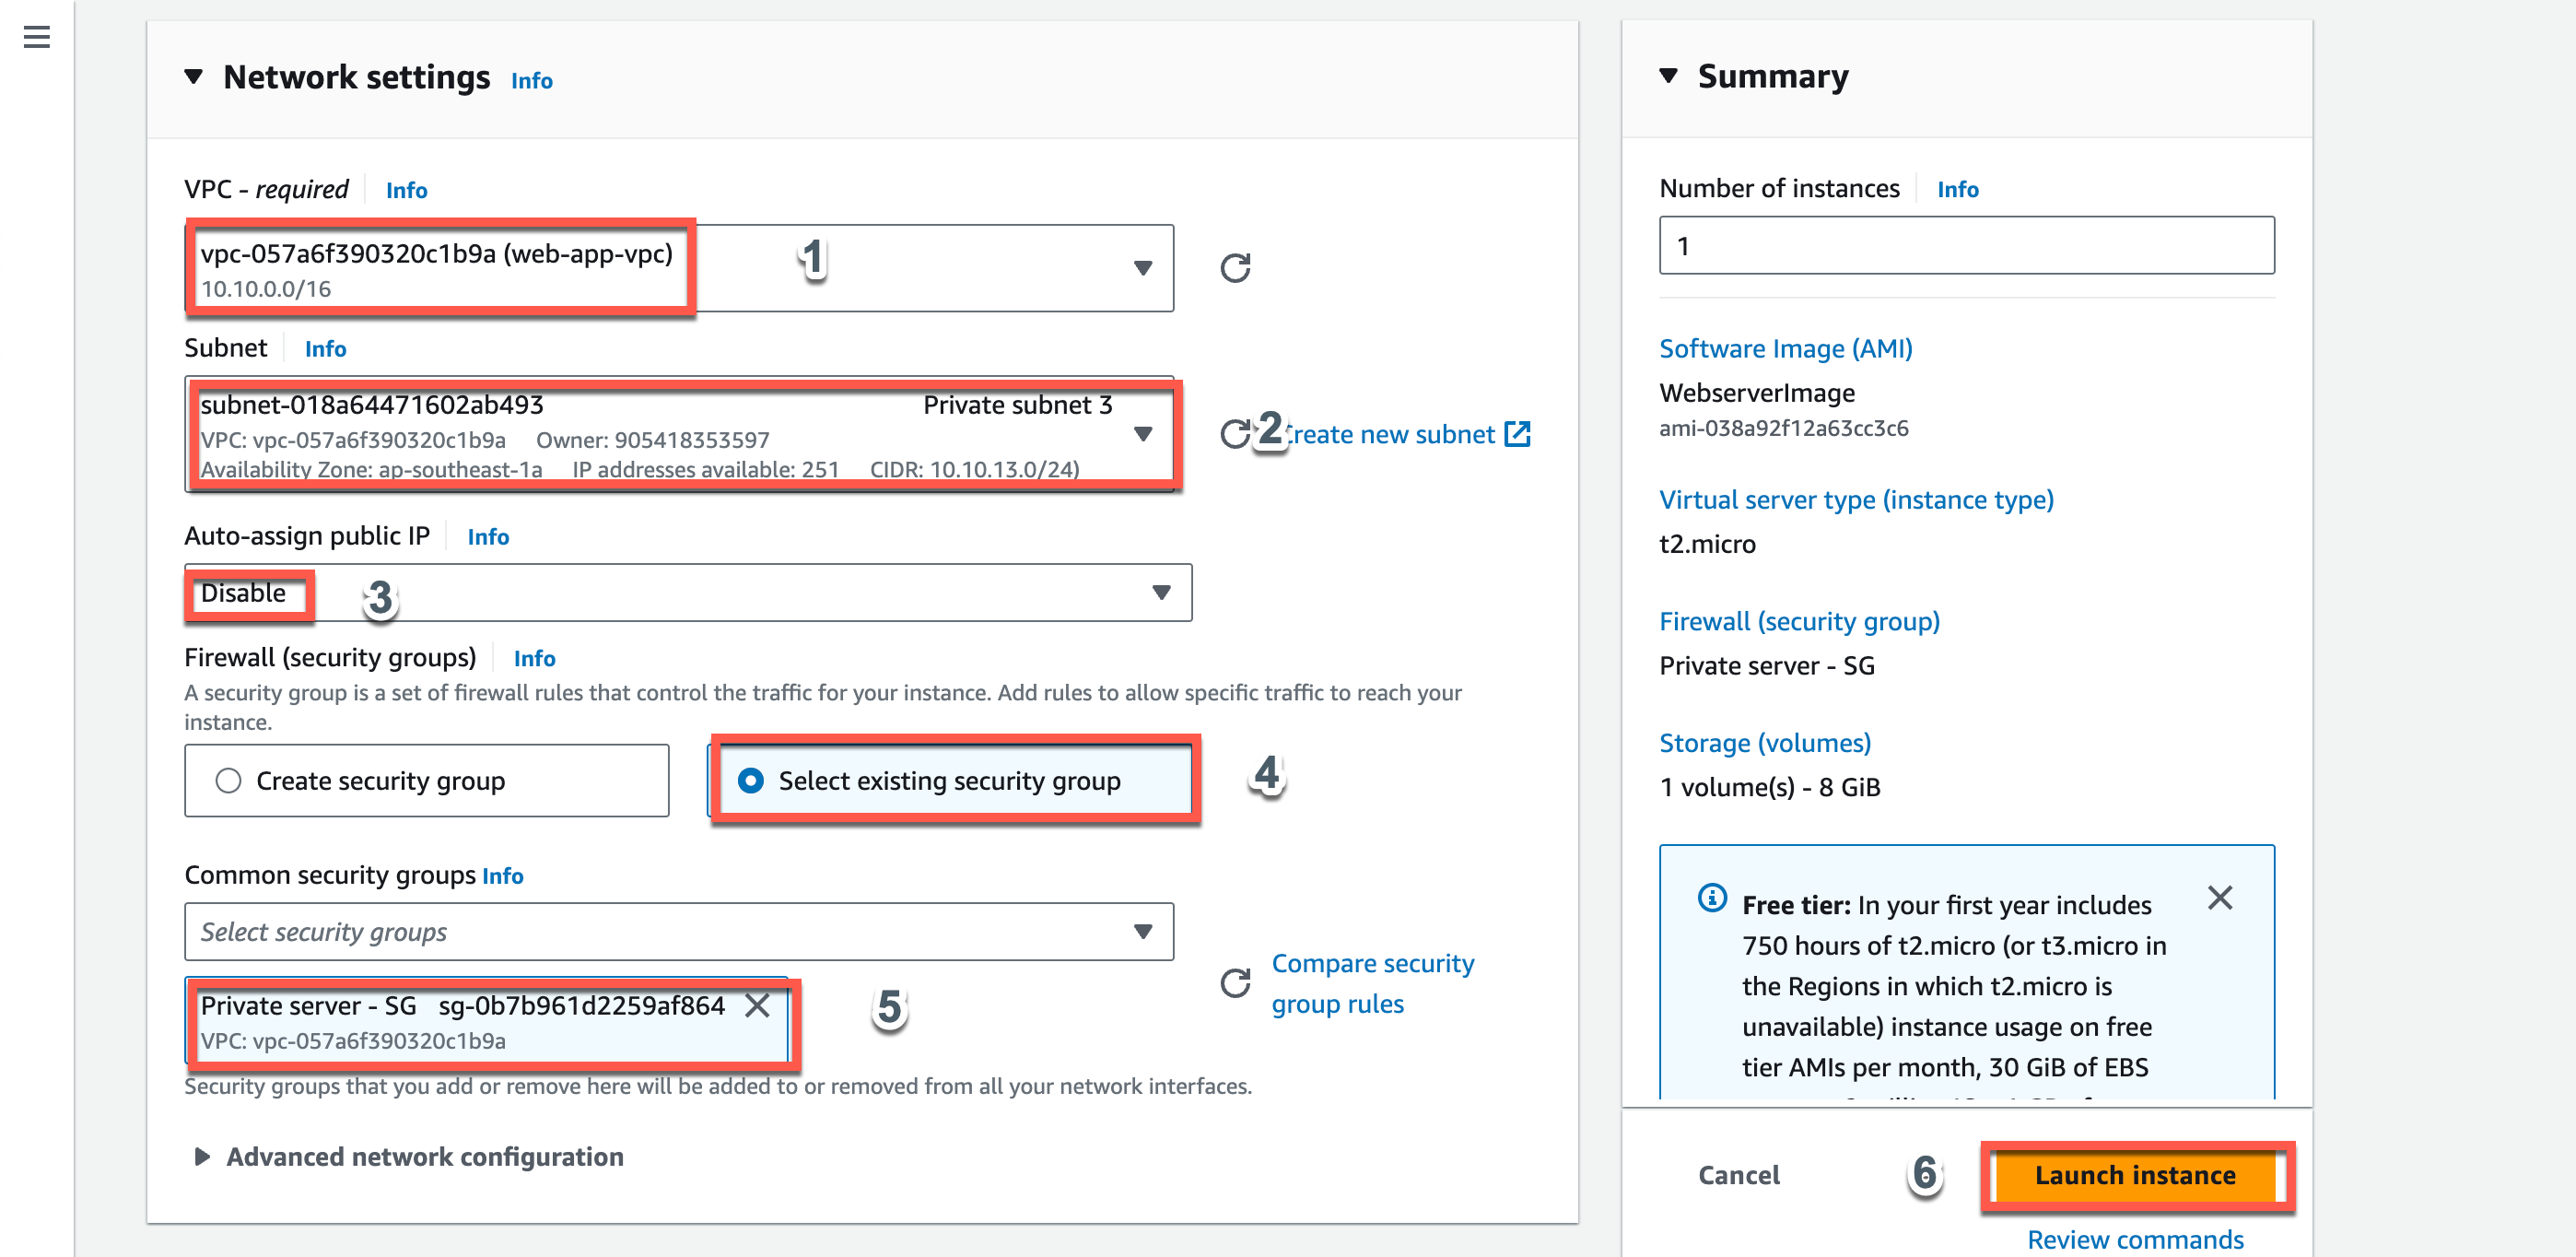 Network settings Info
VPC - required Info
vpc-057a6f390320c1b9a (web-app-vpc)
10.10.0.0/16
1
Subnet Info
subnet-018a64471602ab493 Private subnet 3
VPC: vpc-057a6f390320c1b9a Owner: 905418353597
Availability Zone: ap-southeast-1a IP addresses available: 251 CIDR: 10.10.13.0/24)
2
reate new subnet
Auto-assign public IP Info
Disable
3
Firewall (security groups) Info
A security group is a set of firewall rules that control the traffic for your instance. Add rules to allow specific traffic to reach your
instance.
Create security group
Select existing security group
4
Common security groups Info
Select security groups
Compare security
group rules
Private server - SG sg-0b7b961d2259af864
VPC: vpc-057a6f390320c1b9a
5
Security groups that you add or remove here will be added to or removed from all your network interfaces.
Advanced network configuration
Summary
Number of instances Info
1
Software Image (AMI)
WebserverImage
ami-038a92f12a63cc3c6
Virtual server type (instance type)
t2.micro
Firewall (security group)
Private server - SG
Storage (volumes)
1 volume(s) - 8 GiB
Free tier: In your first year includes
750 hours of t2.micro (or t3.micro in
the Regions in which t2.micro is
unavailable) instance usage on free
tier AMIs per month, 30 GiB of EBS
Cancel
6
Launch instance
Review commands